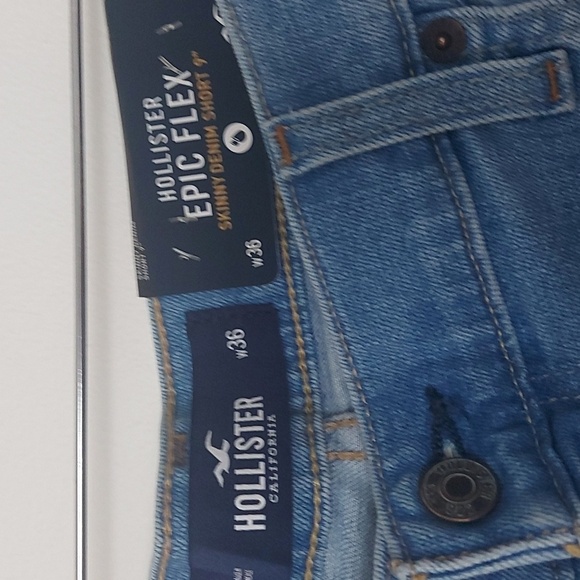 HOLLISTER
EPIC FLEX
SKINNY DENIM SHORT 9"
W36
W36
HOLLISTER
CALIFORNIA